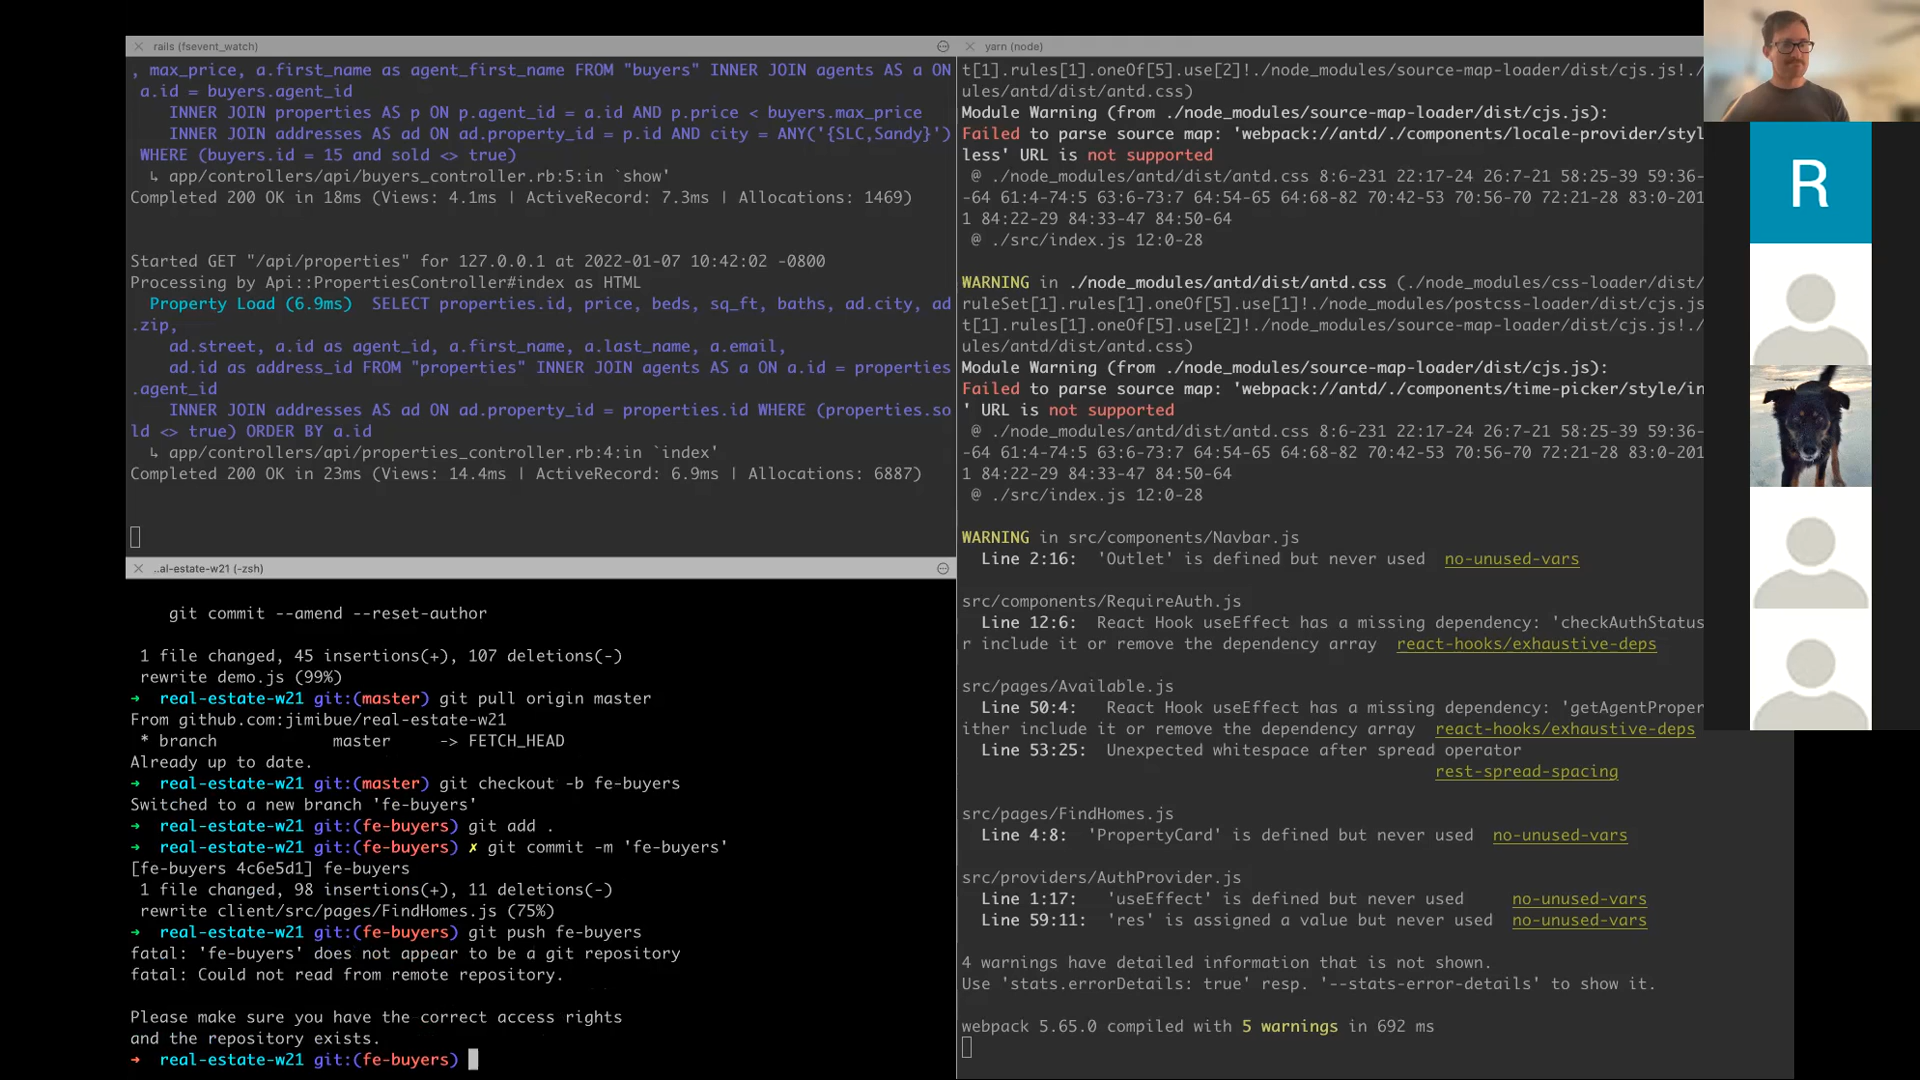 rails (fsevent_watch)
, max_price, a.first_name as agent_first_name FROM "buyers" INNER JOIN agents AS a ON
a.id = buyers.agent_id
INNER JOIN properties AS p ON p.agent_id = a.id AND p.price < buyers.max_price
INNER JOIN addresses AS ad ON ad.property_id = p.id AND city = ANY('{SLC,Sandy}')
WHERE (buyers.id = 15 and sold <> true)
↳ app/controllers/api/buyers_controller.rb:5:in `show'
Completed 200 OK in 18ms (Views: 4.1ms | ActiveRecord: 7.3ms | Allocations: 1469)
Started GET "/api/properties" for 127.0.0.1 at 2022-01-07 10:42:02 -0800
Processing by Api::PropertiesController#index as HTML
Property Load (6.9ms)  SELECT properties.id, price, beds, sq_ft, baths, ad.city, ad
.zip,
ad.street, a.id as agent_id, a.first_name, a.last_name, a.email,
ad.id as address_id FROM "properties" INNER JOIN agents AS a ON a.id = properties
.agent_id
INNER JOIN addresses AS ad ON ad.property_id = properties.id WHERE (properties.so
ld <> true) ORDER BY a.id
↳ app/controllers/api/properties_controller.rb:4:in `index'
Completed 200 OK in 23ms (Views: 14.4ms | ActiveRecord: 6.9ms | Allocations: 6887)
..al-estate-w21 (-zsh)
git commit --amend --reset-author
1 file changed, 45 insertions(+), 107 deletions(-)
rewrite demo.js (99%)
➜ real-estate-w21 git:(master) git pull origin master
From github.com:jimibue/real-estate-w21
* branch master -> FETCH_HEAD
Already up to date.
➜ real-estate-w21 git:(master) git checkout -b fe-buyers
Switched to a new branch 'fe-buyers'
➜ real-estate-w21 git:(fe-buyers) git add .
➜ real-estate-w21 git:(fe-buyers) ✗ git commit -m 'fe-buyers'
[fe-buyers 4c6e5d1] fe-buyers
1 file changed, 98 insertions(+), 11 deletions(-)
rewrite client/src/pages/FindHomes.js (75%)
➜ real-estate-w21 git:(fe-buyers) git push fe-buyers
fatal: 'fe-buyers' does not appear to be a git repository
fatal: Could not read from remote repository.
Please make sure you have the correct access rights
and the repository exists.
➜ real-estate-w21 git:(fe-buyers)
yarn (node)
t[1].rules[1].oneOf[5].use[2]!./node_modules/source-map-loader/dist/cjs.js!./
ules/antd/dist/antd.css)
Module Warning (from ./node_modules/source-map-loader/dist/cjs.js):
Failed to parse source map: 'webpack://antd/./components/locale-provider/styl
less' URL is not supported
@ ./node_modules/antd/dist/antd.css 8:6-231 22:17-24 26:7-21 58:25-39 59:36-
-64 61:4-74:5 63:6-73:7 64:54-65 64:68-82 70:42-53 70:56-70 72:21-28 83:0-201
1 84:22-29 84:33-47 84:50-64
@ ./src/index.js 12:0-28
WARNING in ./node_modules/antd/dist/antd.css (./node_modules/css-loader/dist/
ruleSet[1].rules[1].oneOf[5].use[1]!./node_modules/postcss-loader/dist/cjs.js
t[1].rules[1].oneOf[5].use[2]!./node_modules/source-map-loader/dist/cjs.js!./
ules/antd/dist/antd.css)
Module Warning (from ./node_modules/source-map-loader/dist/cjs.js):
Failed to parse source map: 'webpack://antd/./components/time-picker/style/in
' URL is not supported
@ ./node_modules/antd/dist/antd.css 8:6-231 22:17-24 26:7-21 58:25-39 59:36-
-64 61:4-74:5 63:6-73:7 64:54-65 64:68-82 70:42-53 70:56-70 72:21-28 83:0-201
1 84:22-29 84:33-47 84:50-64
@ ./src/index.js 12:0-28
WARNING in src/components/Navbar.js
Line 2:16:  'Outlet' is defined but never used  no-unused-vars
src/components/RequireAuth.js
Line 12:6:  React Hook useEffect has a missing dependency: 'checkAuthStatus
r include it or remove the dependency array  react-hooks/exhaustive-deps
src/pages/Available.js
Line 50:4:  React Hook useEffect has a missing dependency: 'getAgentProper
ither include it or remove the dependency array  react-hooks/exhaustive-deps
Line 53:25:  Unexpected whitespace after spread operator
rest-spread-spacing
src/pages/FindHomes.js
Line 4:8:  'PropertyCard' is defined but never used  no-unused-vars
src/providers/AuthProvider.js
Line 1:17:  'useEffect' is defined but never used  no-unused-vars
Line 59:11:  'res' is assigned a value but never used  no-unused-vars
4 warnings have detailed information that is not shown.
Use 'stats.errorDetails: true' resp. '--stats-error-details' to show it.
webpack 5.65.0 compiled with 5 warnings in 692 ms
R